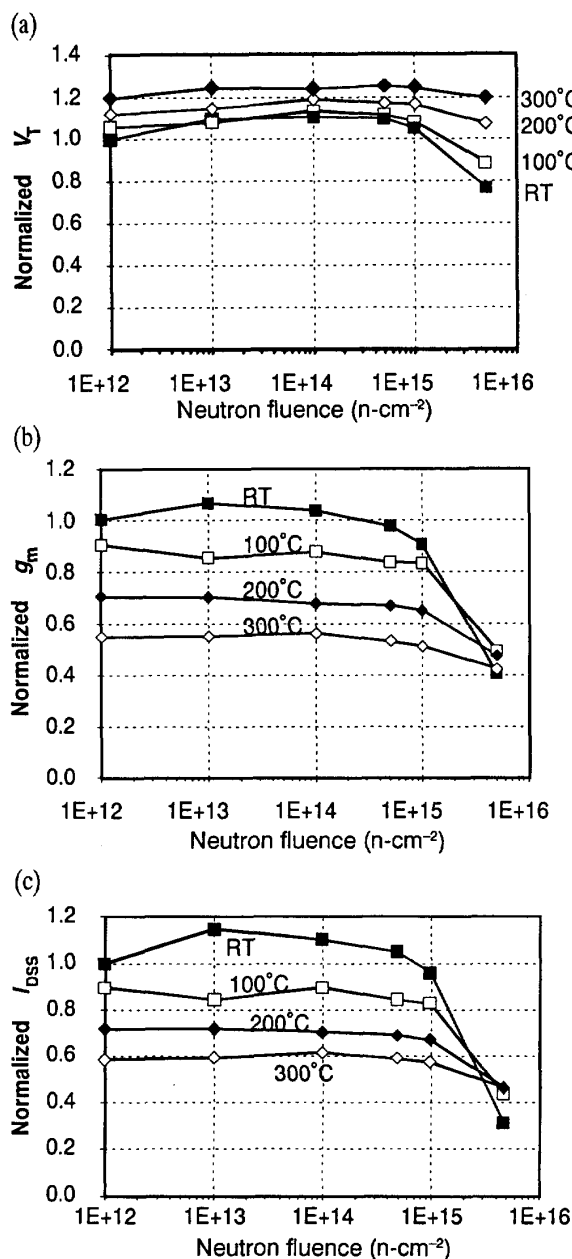 (a)
1.4
1.2
1.0
0.8
0.6
0.4
0.2
0.0
Normalized V_T
300°C
200°C
100°C
RT
1E+12 1E+13 1E+14 1E+15 1E+16
Neutron fluence (n-cm⁻²)
(b)
1.2
1.0
0.8
0.6
0.4
0.2
0.0
Normalized g_m
RT
100°C
200°C
300°C
1E+12 1E+13 1E+14 1E+15 1E+16
Neutron fluence (n-cm⁻²)
(c)
1.2
1.0
0.8
0.6
0.4
0.2
0.0
Normalized I_DSS
RT
100°C
200°C
300°C
1E+12 1E+13 1E+14 1E+15 1E+16
Neutron fluence (n-cm⁻²)